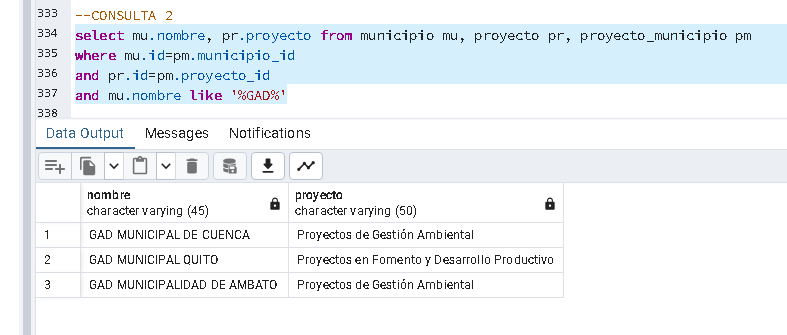 333 --CONSULTA 2
334 select mu.nombre, pr.proyecto from municipio mu, proyecto pr, proyecto_municipio pm
335 where mu.id=pm.municipio_id
336 and pr.id=pm.proyecto_id
337 and mu.nombre like '%GAD%'
338
Data Output Messages Notifications
nombre proyecto
character varying (45) character varying (50)
1 GAD MUNICIPAL DE CUENCA Proyectos de Gestión Ambiental
2 GAD MUNICIPAL QUITO Proyectos en Fomento y Desarrollo Productivo
3 GAD MUNICIPALIDAD DE AMBATO Proyectos de Gestión Ambiental